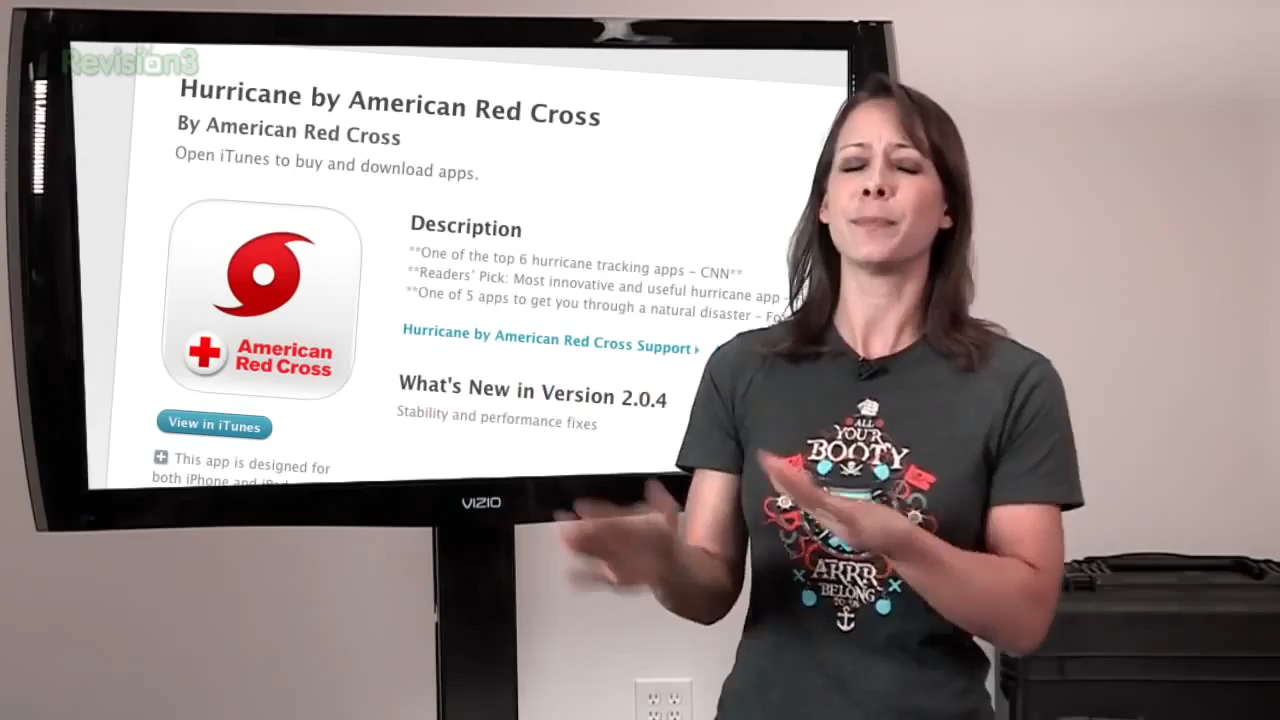 Revision3
Hurricane by American Red Cross
By American Red Cross
Open iTunes to buy and download apps.
Description
**One of the top 6 hurricane tracking apps – CNN**
**Readers' Pick: Most innovative and useful hurricane app –
**One of 5 apps to get you through a natural disaster –
Hurricane by American Red Cross Support
What's New in Version 2.0.4
Stability and performance fixes
American
Red Cross
View in iTunes
This app is designed for
both iPhone and
VIZIO
ALL
YOUR
BOOTY
ARRR
BELONG
TO US